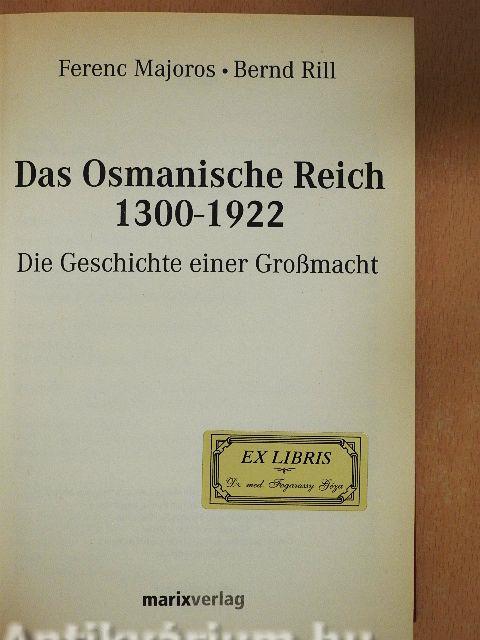 Ferenc Majoros • Bernd Rill
Das Osmanische Reich
1300-1922
Die Geschichte einer Großmacht
EX LIBRIS
Dr. med. Fogarassy Géza
marixverlag
Antikvárium.hu